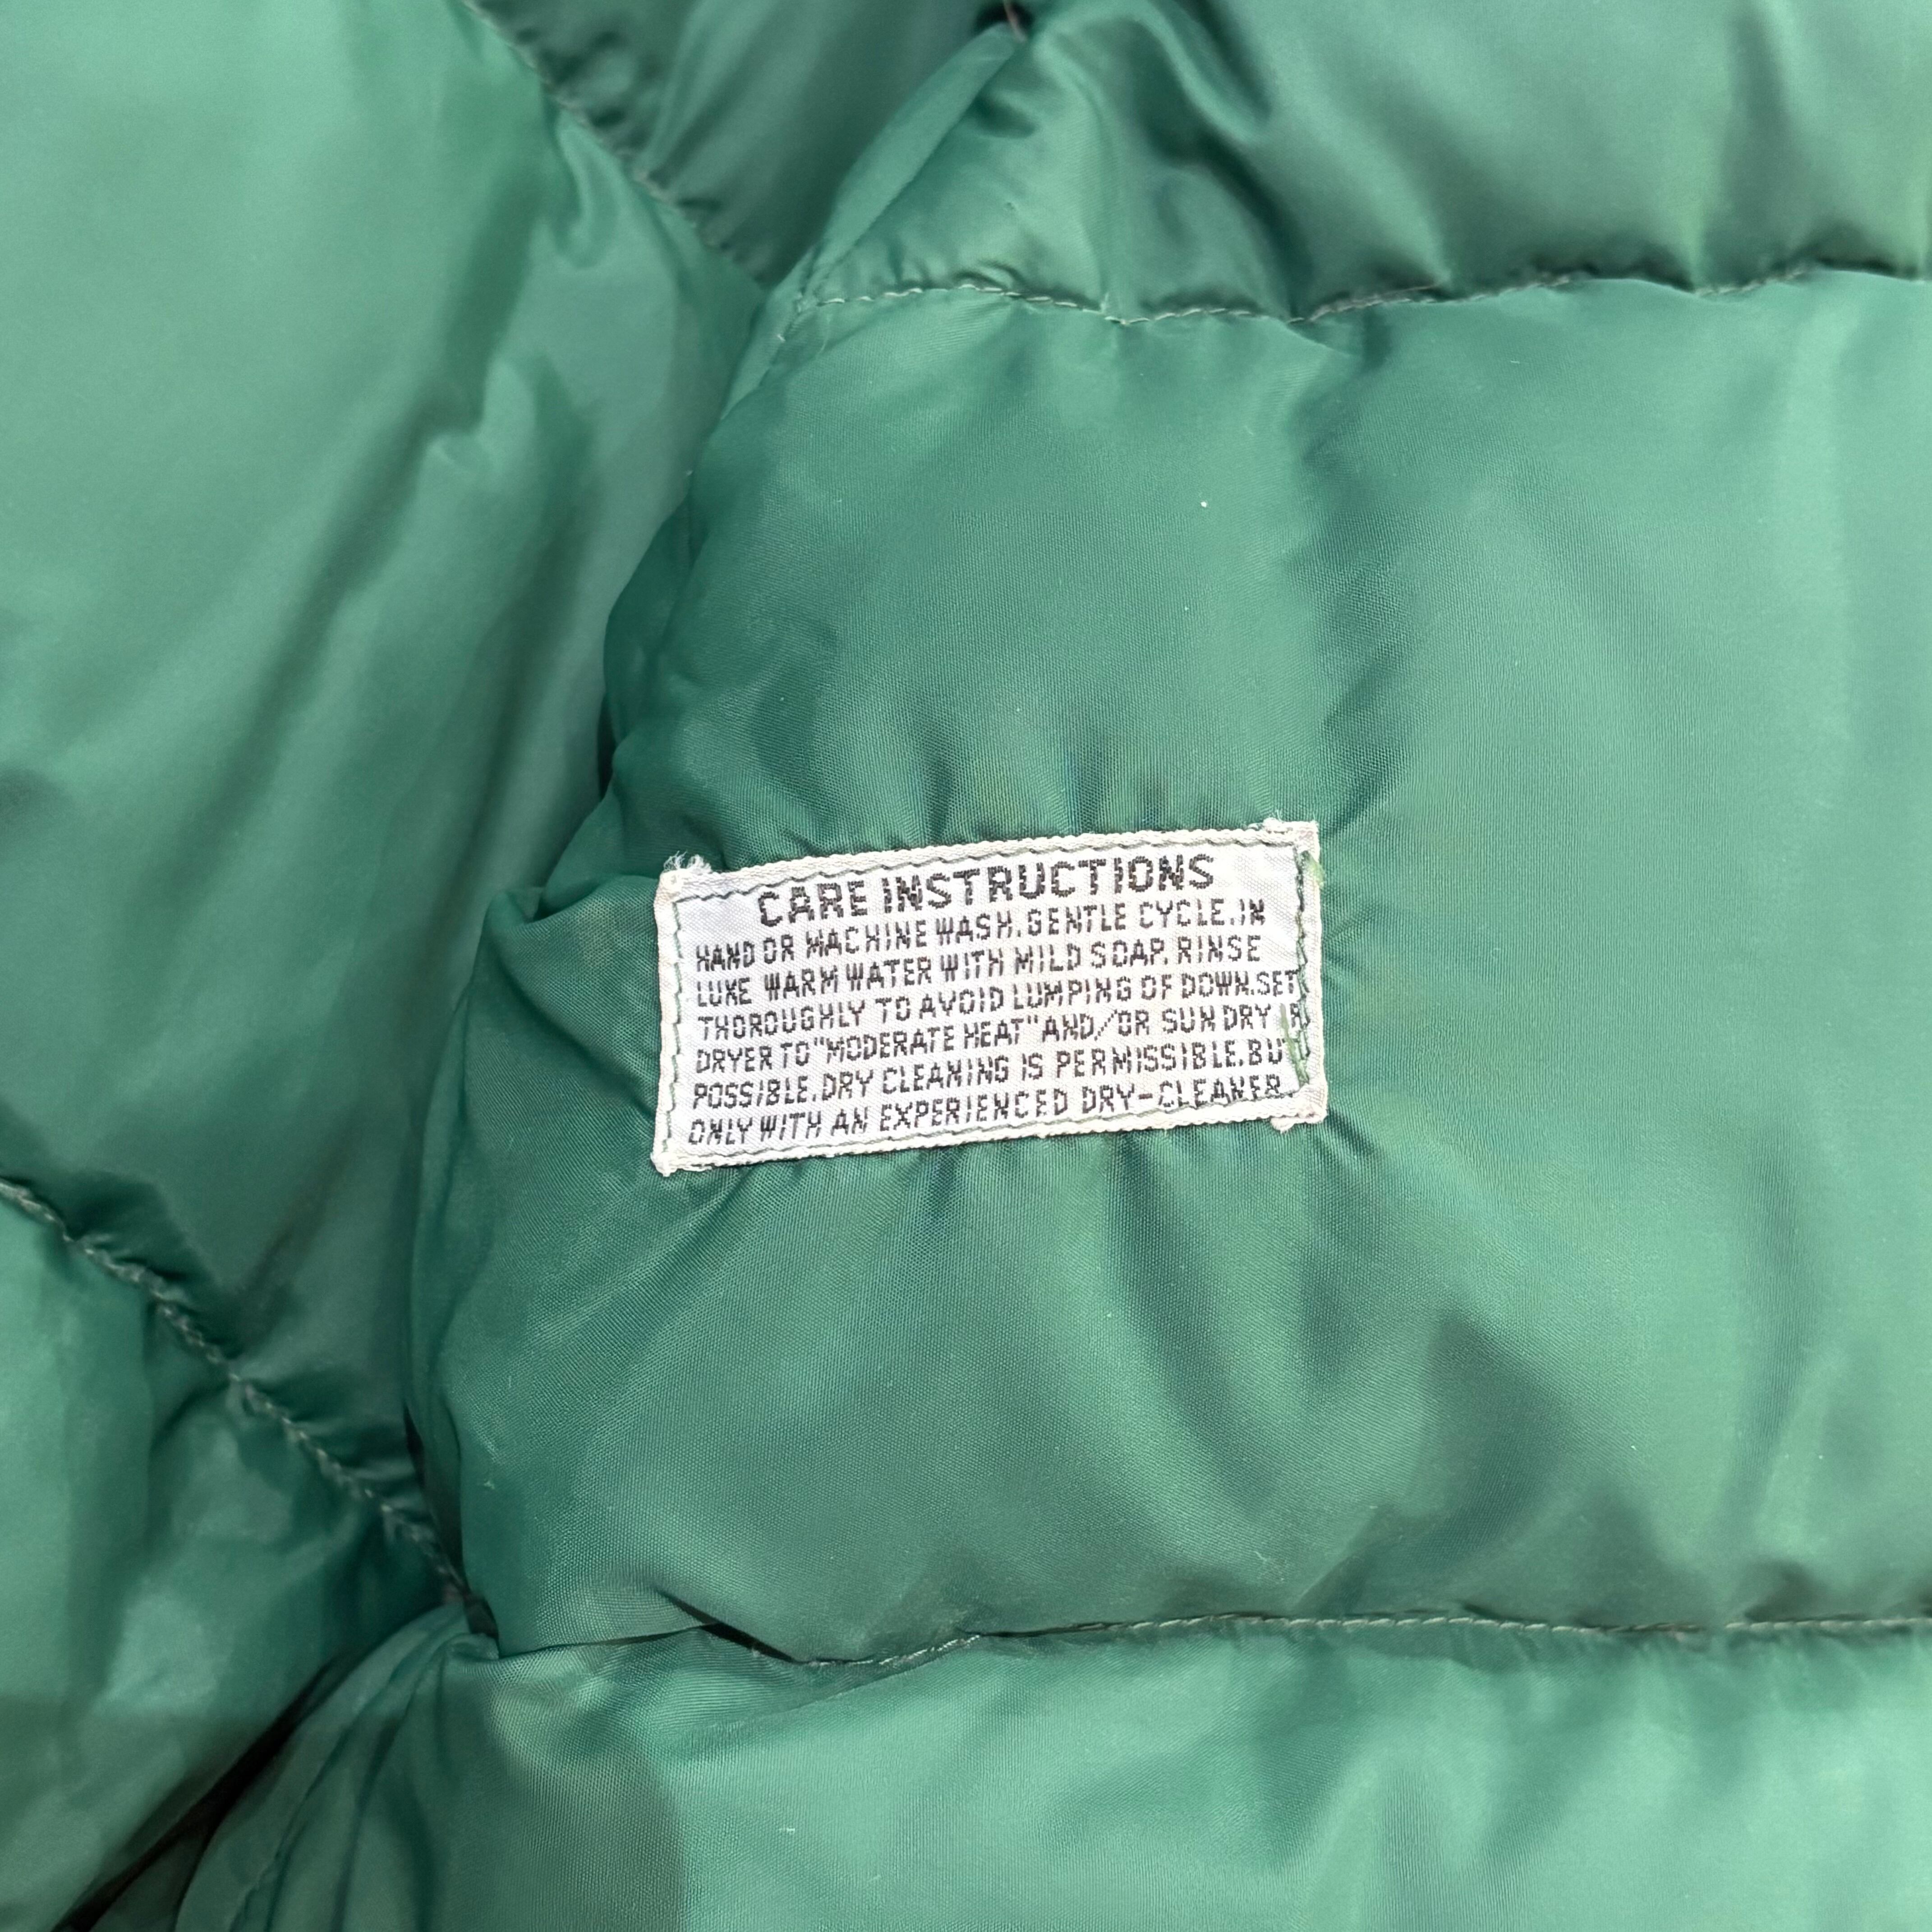 CARE INSTRUCTIONS
HAND OR MACHINE WASH. GENTLE CYCLE. IN
LUKE WARM WATER WITH MILD SOAP. RINSE
THOROUGHLY TO AVOID LUMPING OF DOWN. SET
DRYER TO "MODERATE HEAT" AND/OR SUN DRY
POSSIBLE. DRY CLEANING IS PERMISSIBLE. BUT
ONLY WITH AN EXPERIENCED DRY-CLEANER.